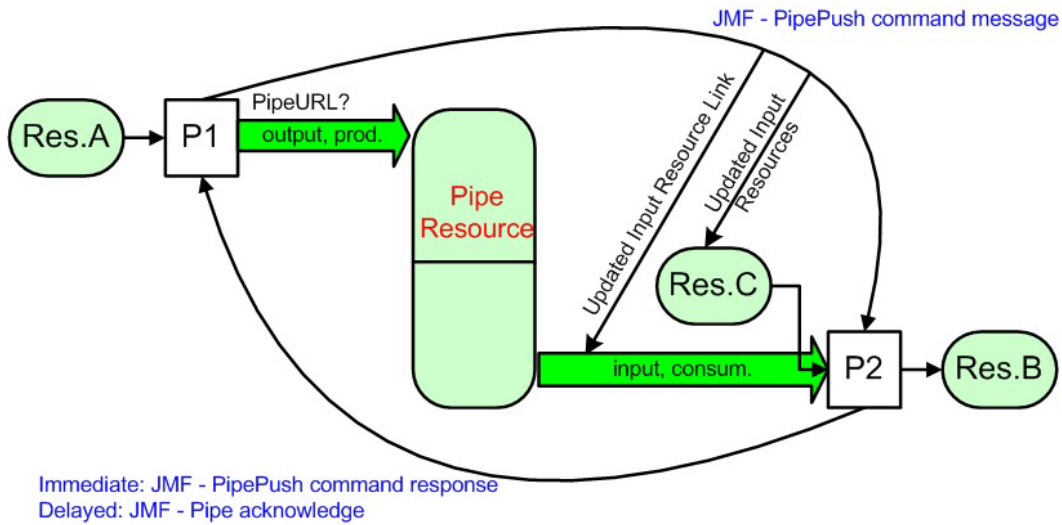 JMF - PipePush command message
PipeURL?
Res.A
P1
output, prod.
Pipe
Resource
Updated Input Resource Link
Updated Input
Resources
Res.C
input, consum.
P2
Res.B
Immediate: JMF - PipePush command response
Delayed: JMF - Pipe acknowledge